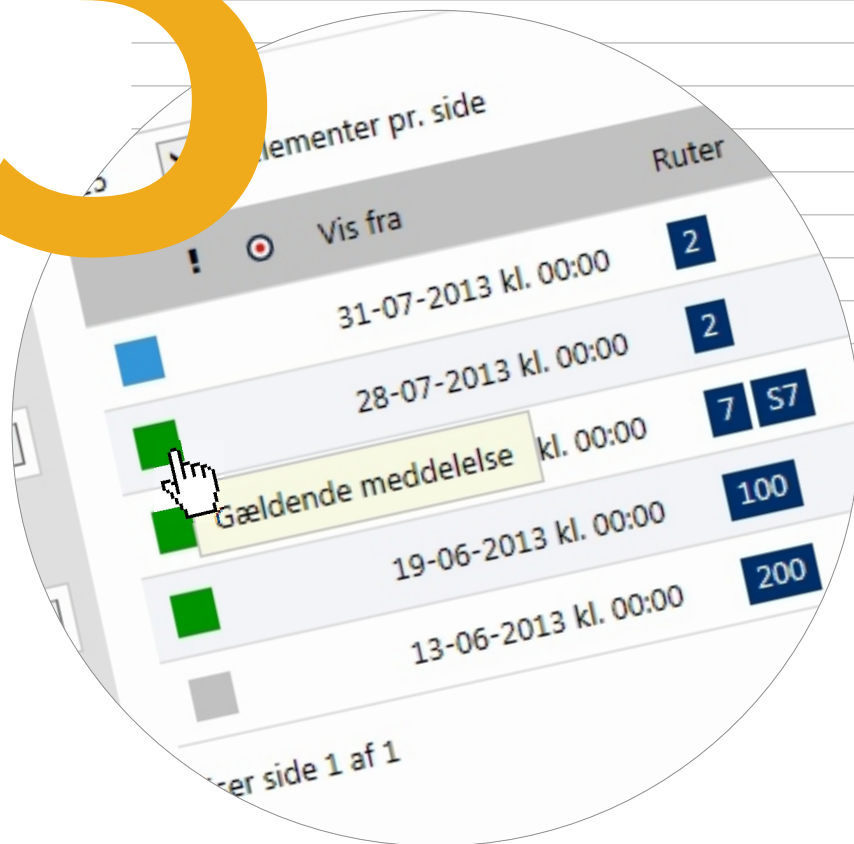 pr. side
! Vis fra Ruter
31-07-2013 kl. 00:00 2
28-07-2013 kl. 00:00 2
kl. 00:00 7 S7
Gældende meddelelse
19-06-2013 kl. 00:00 100
13-06-2013 kl. 00:00 200
side 1 af 1